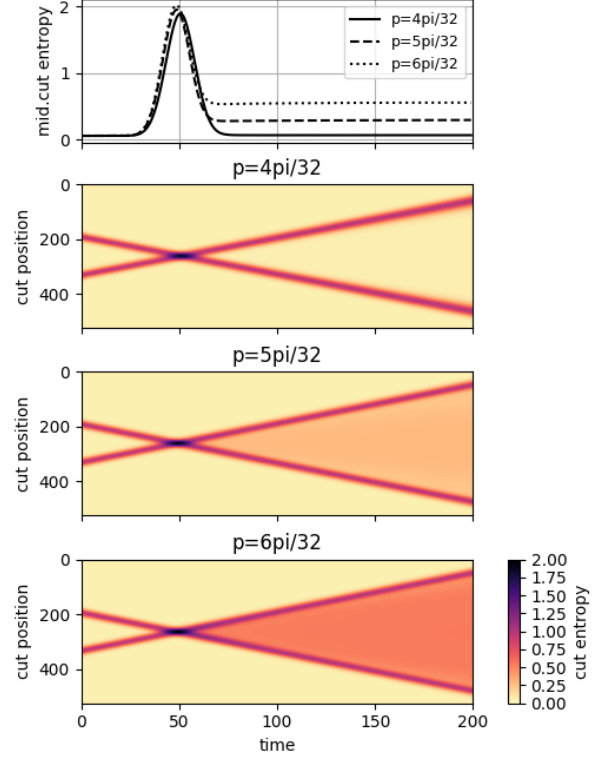 2
1
0
mid.cut entropy
p=4pi/32
p=5pi/32
p=6pi/32
p=4pi/32
0
200
400
cut position
p=5pi/32
0
200
400
cut position
p=6pi/32
0
200
400
cut position
0 50 100 150 200
time
2.00
1.75
1.50
1.25
1.00
0.75
0.50
0.25
0.00
cut entropy